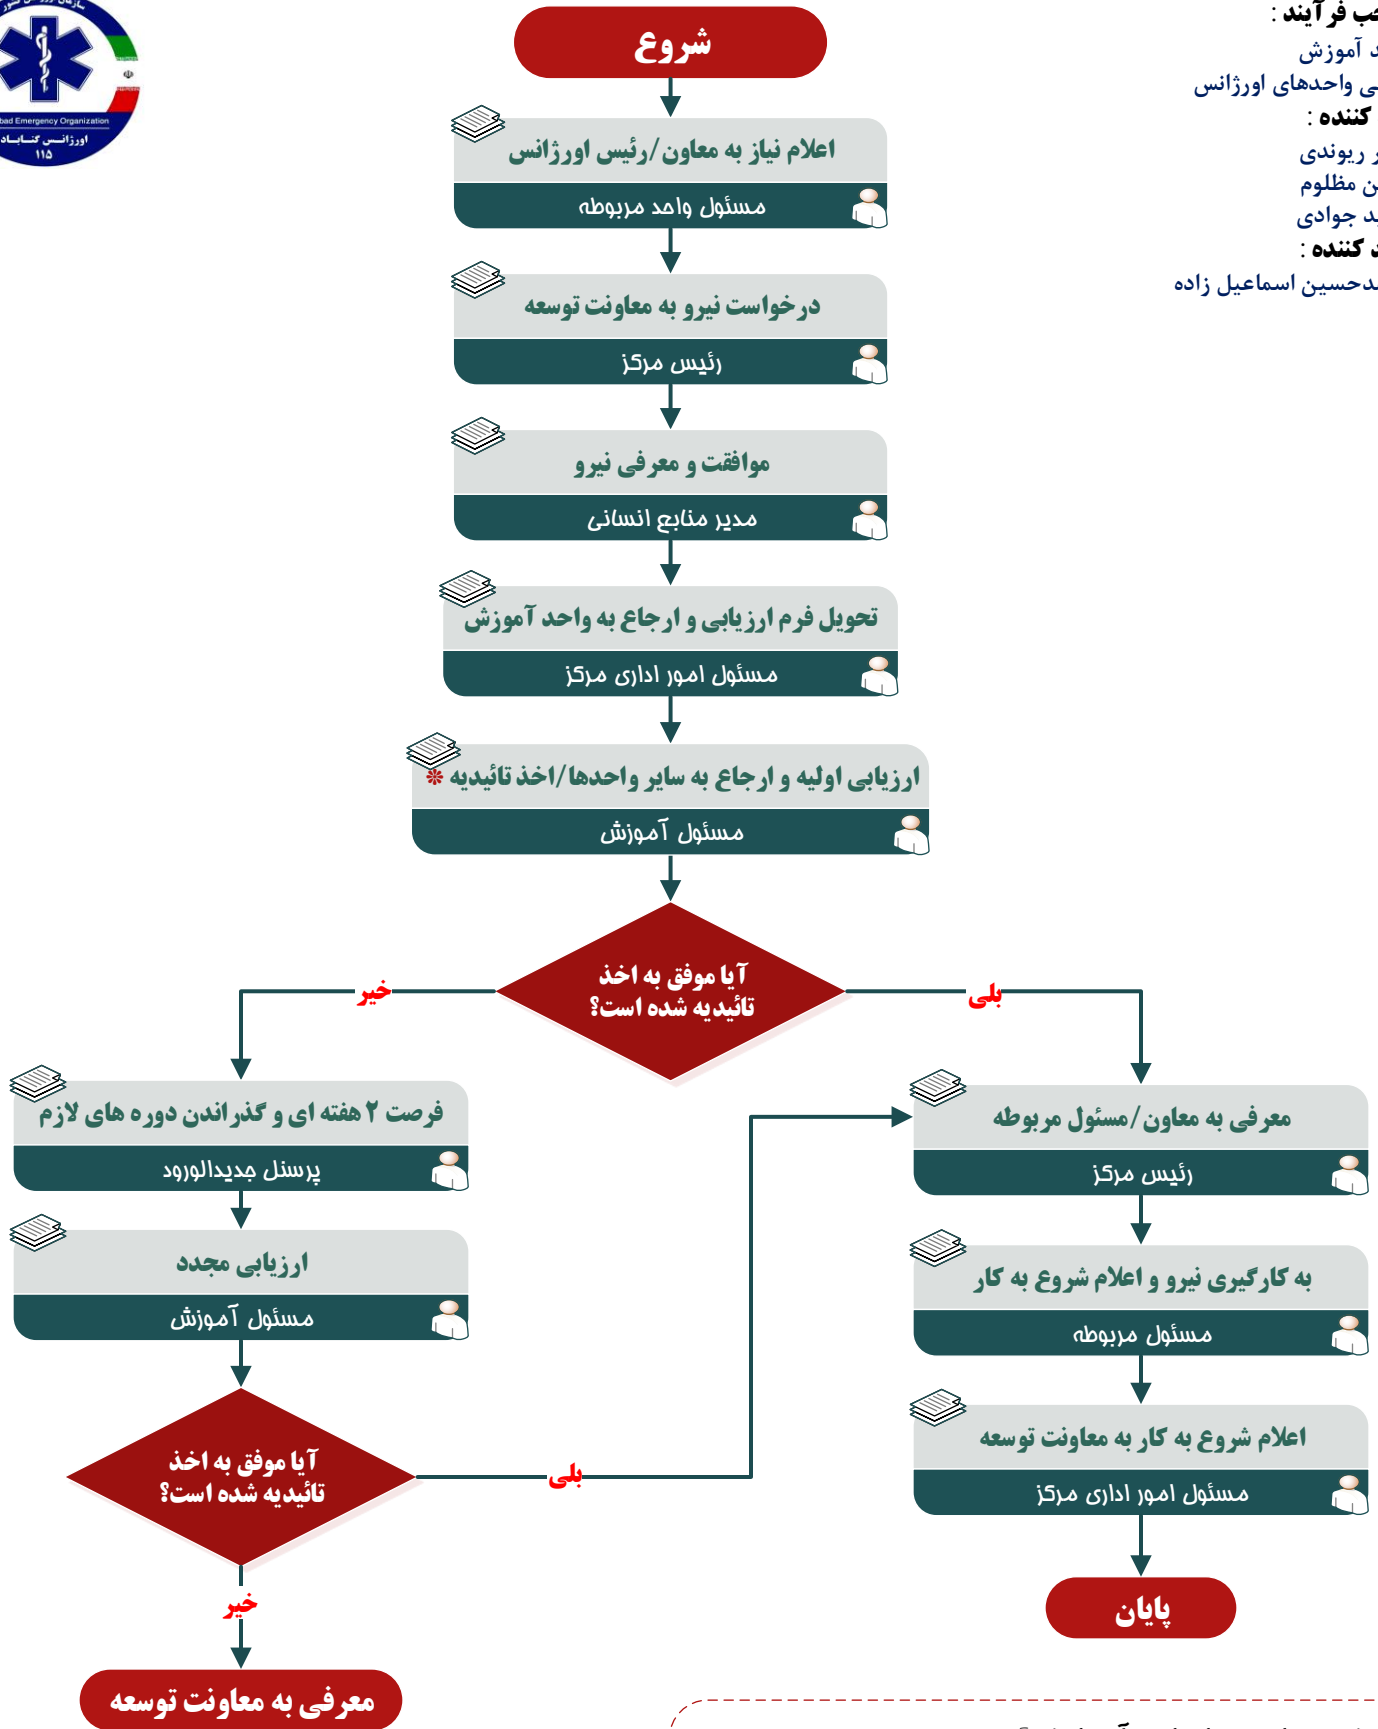 اورژانس گناباد
۱۱۵
فرآیند :
آموزش
واحدهای اورژانس
کننده :
ریوندی
مظلوم
جوادی
کننده :
اسماعیل زاده
شروع
اعلام نیاز به معاون/رئیس اورژانس
مسئول واحد مربوطه
درخواست نیرو به معاونت توسعه
رئیس مرکز
موافقت و معرفی نیرو
مدیر منابع انسانی
تحویل فرم ارزیابی و ارجاع به واحد آموزش
مسئول امور اداری مرکز
ارزیابی اولیه و ارجاع به سایر واحدها/اخذ تائیدیه *
مسئول آموزش
آیا موفق به اخذ
تائیدیه شده است؟
بلی
خیر
معرفی به معاون/مسئول مربوطه
رئیس مرکز
به کارگیری نیرو و اعلام شروع به کار
مسئول مربوطه
اعلام شروع به کار به معاونت توسعه
مسئول امور اداری مرکز
پایان
فرصت ۲ هفته ای و گذراندن دوره های لازم
پرسنل جدیدالورود
ارزیابی مجدد
مسئول آموزش
آیا موفق به اخذ
تائیدیه شده است؟
بلی
خیر
معرفی به معاونت توسعه